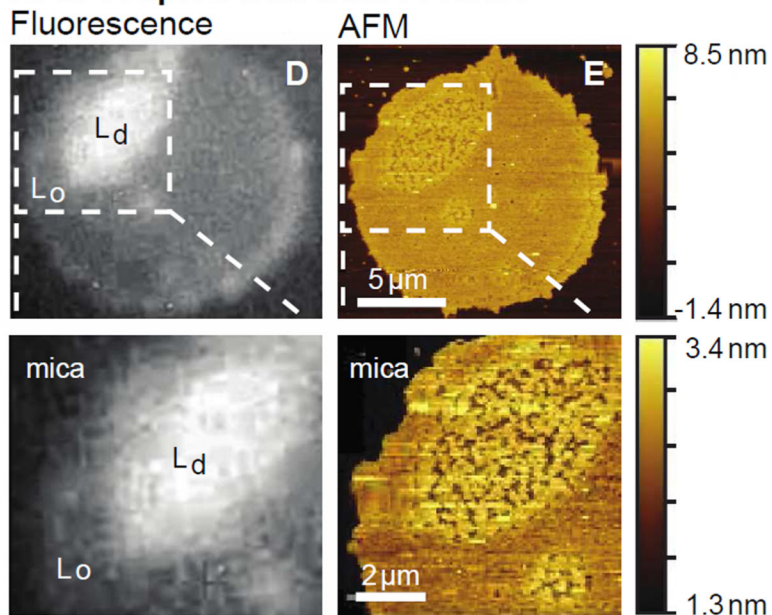 Fluorescence
AFM
D
E
Ld
Lo
5 µm
8.5 nm
-1.4 nm
mica
mica
Ld
Lo
2 µm
3.4 nm
1.3 nm